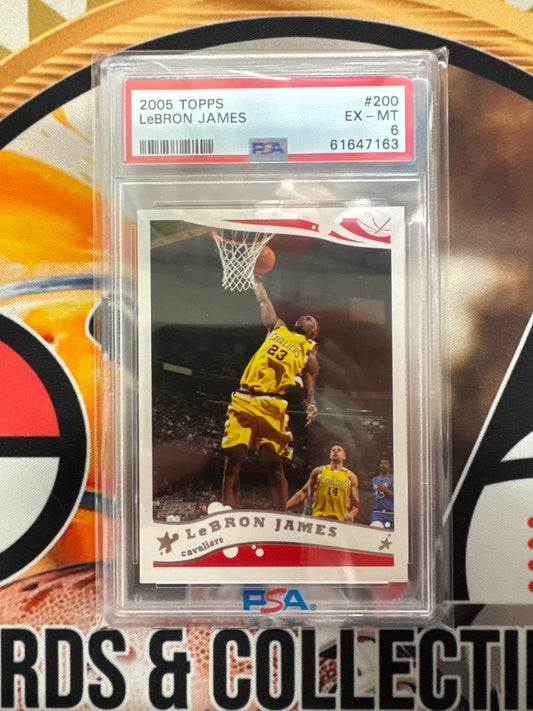 2005 TOPPS #200
LeBRON JAMES EX - MT
6
PSA 61647163
CAVALIERS
23
14
LeBRON JAMES
cavaliers
PSA
RDS & COLLECTI